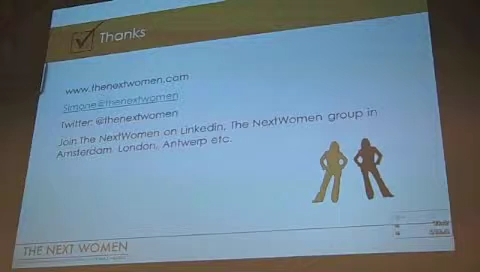 Thanks
www.thenextwomen.com
Simone@thenextwomen
Twitter: @thenextwomen
Join The NextWomen on Linkedin, The NextWomen group in
Amsterdam London, Antwerp etc.
THE NEXT WOMEN